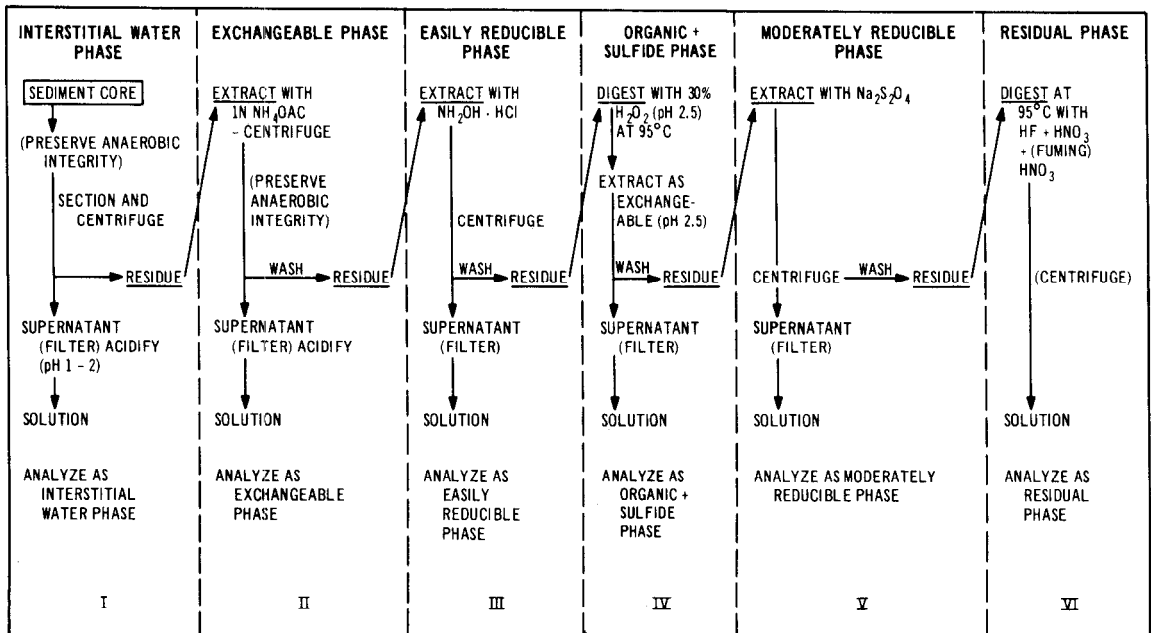 INTERSTITIAL WATER
PHASE
SEDIMENT CORE
(PRESERVE ANAEROBIC
INTEGRITY)
SECTION AND
CENTRIFUGE
RESIDUE
SUPERNATANT
(FILTER) ACIDIFY
(pH 1 – 2)
SOLUTION
ANALYZE AS
INTERSTITIAL
WATER PHASE
I
EXCHANGEABLE PHASE
EXTRACT WITH
1N NH₄OAC
- CENTRIFUGE
(PRESERVE
ANAEROBIC
INTEGRITY)
WASH
RESIDUE
SUPERNATANT
(FILTER) ACIDIFY
SOLUTION
ANALYZE AS
EXCHANGEABLE
PHASE
II
EASILY REDUCIBLE
PHASE
EXTRACT WITH
NH₂OH · HCl
CENTRIFUGE
WASH
RESIDUE
SUPERNATANT
(FILTER)
SOLUTION
ANALYZE AS
EASILY
REDUCIBLE
PHASE
III
ORGANIC +
SULFIDE PHASE
DIGEST WITH 30%
H₂O₂ (pH 2.5)
AT 95°C
EXTRACT AS
EXCHANGE-
ABLE (pH 2.5)
WASH
RESIDUE
SUPERNATANT
(FILTER)
SOLUTION
ANALYZE AS
ORGANIC +
SULFIDE
PHASE
IV
MODERATELY REDUCIBLE
PHASE
EXTRACT WITH Na₂S₂O₄
CENTRIFUGE
WASH
RESIDUE
SUPERNATANT
(FILTER)
SOLUTION
ANALYZE AS MODERATELY
REDUCIBLE PHASE
V
RESIDUAL PHASE
DIGEST AT
95°C WITH
HF + HNO₃
+ (FUMING)
HNO₃
(CENTRIFUGE)
SOLUTION
ANALYZE AS
RESIDUAL
PHASE
VI